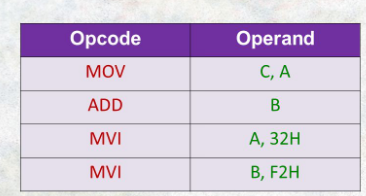 Opcode Operand
MOV C, A
ADD B
MVI A, 32H
MVI B, F2H